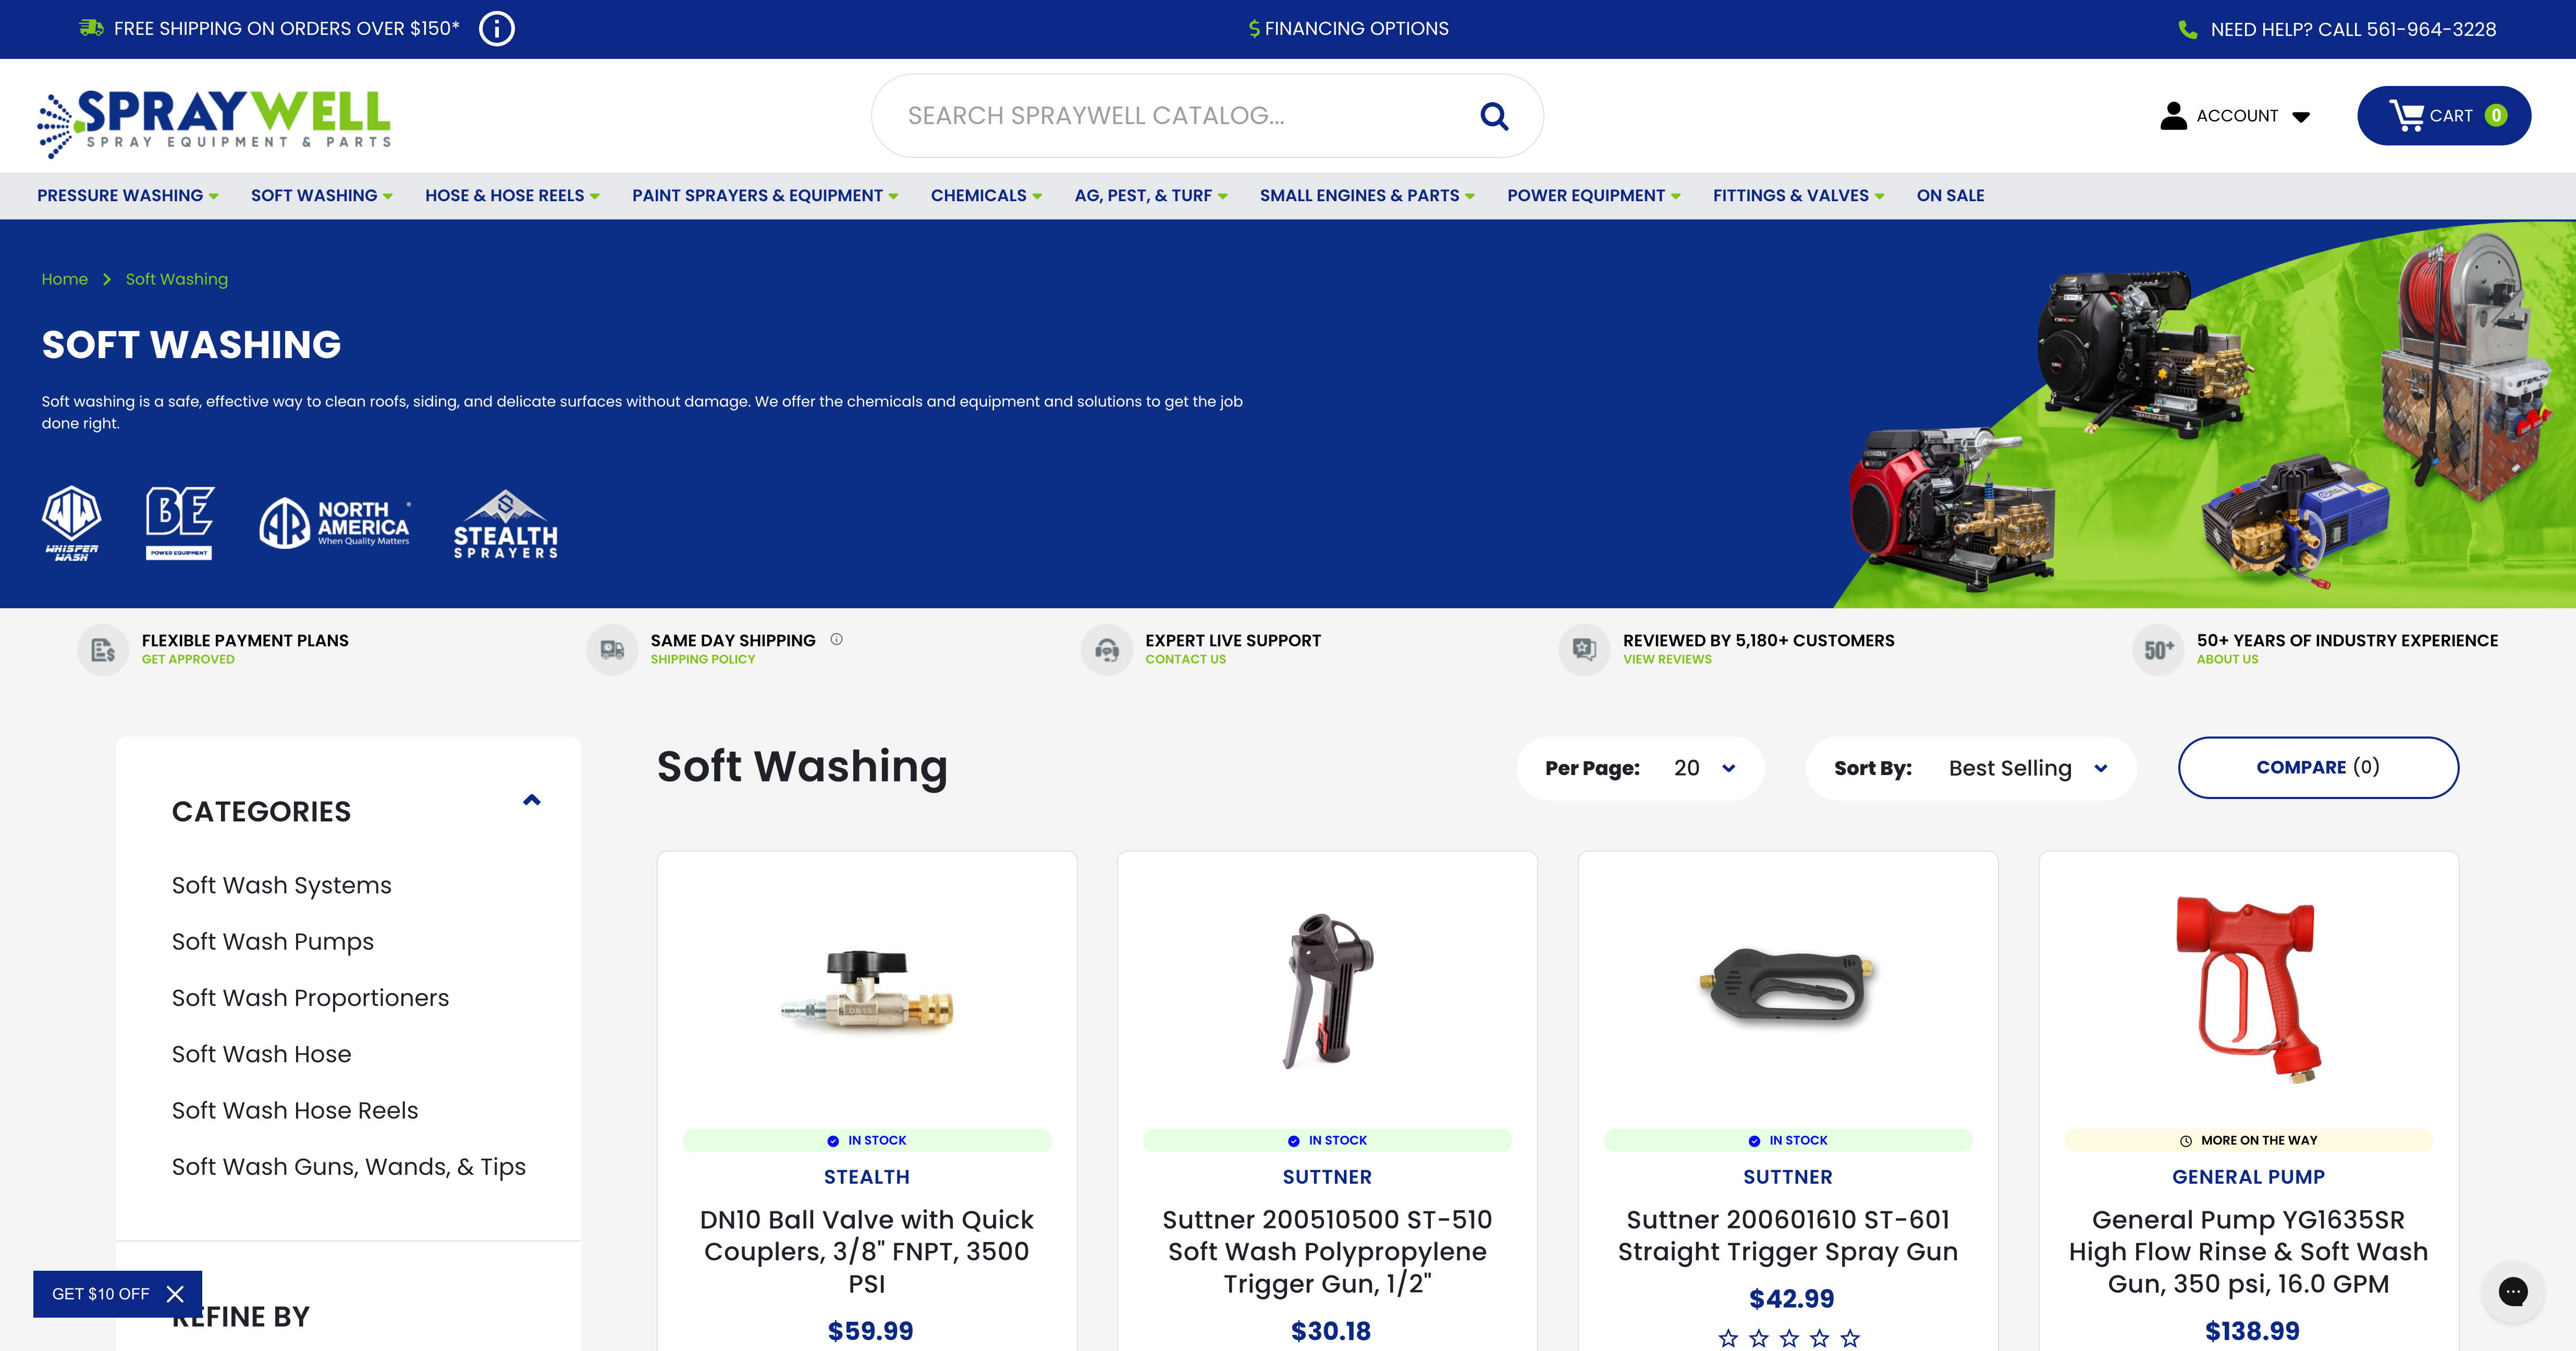 FREE SHIPPING ON ORDERS OVER $150*
$ FINANCING OPTIONS
NEED HELP? CALL 561-964-3228
SPRAYWELL
SPRAY EQUIPMENT & PARTS
SEARCH SPRAYWELL CATALOG...
ACCOUNT
CART 0
PRESSURE WASHING SOFT WASHING HOSE & HOSE REELS PAINT SPRAYERS & EQUIPMENT CHEMICALS AG, PEST, & TURF SMALL ENGINES & PARTS POWER EQUIPMENT FITTINGS & VALVES ON SALE
Home > Soft Washing
SOFT WASHING
Soft washing is a safe, effective way to clean roofs, siding, and delicate surfaces without damage. We offer the chemicals and equipment and solutions to get the job
done right.
WW
WHISPER
WASH
BE
POWER EQUIPMENT
AR
NORTH
AMERICA
When Quality Matters
S
STEALTH
SPRAYERS
HONDA
STEALTH
FLEXIBLE PAYMENT PLANS
GET APPROVED
SAME DAY SHIPPING
SHIPPING POLICY
EXPERT LIVE SUPPORT
CONTACT US
REVIEWED BY 5,180+ CUSTOMERS
VIEW REVIEWS
50+
50+ YEARS OF INDUSTRY EXPERIENCE
ABOUT US
CATEGORIES
Soft Wash Systems
Soft Wash Pumps
Soft Wash Proportioners
Soft Wash Hose
Soft Wash Hose Reels
Soft Wash Guns, Wands, & Tips
REFINE BY
GET $10 OFF
Soft Washing
Per Page: 20
Sort By: Best Selling
COMPARE (0)
DN10
IN STOCK
STEALTH
DN10 Ball Valve with Quick
Couplers, 3/8" FNPT, 3500
PSI
$59.99
IN STOCK
SUTTNER
Suttner 200510500 ST-510
Soft Wash Polypropylene
Trigger Gun, 1/2"
$30.18
IN STOCK
SUTTNER
Suttner 200601610 ST-601
Straight Trigger Spray Gun
$42.99
MORE ON THE WAY
GENERAL PUMP
General Pump YG1635SR
High Flow Rinse & Soft Wash
Gun, 350 psi, 16.0 GPM
$138.99